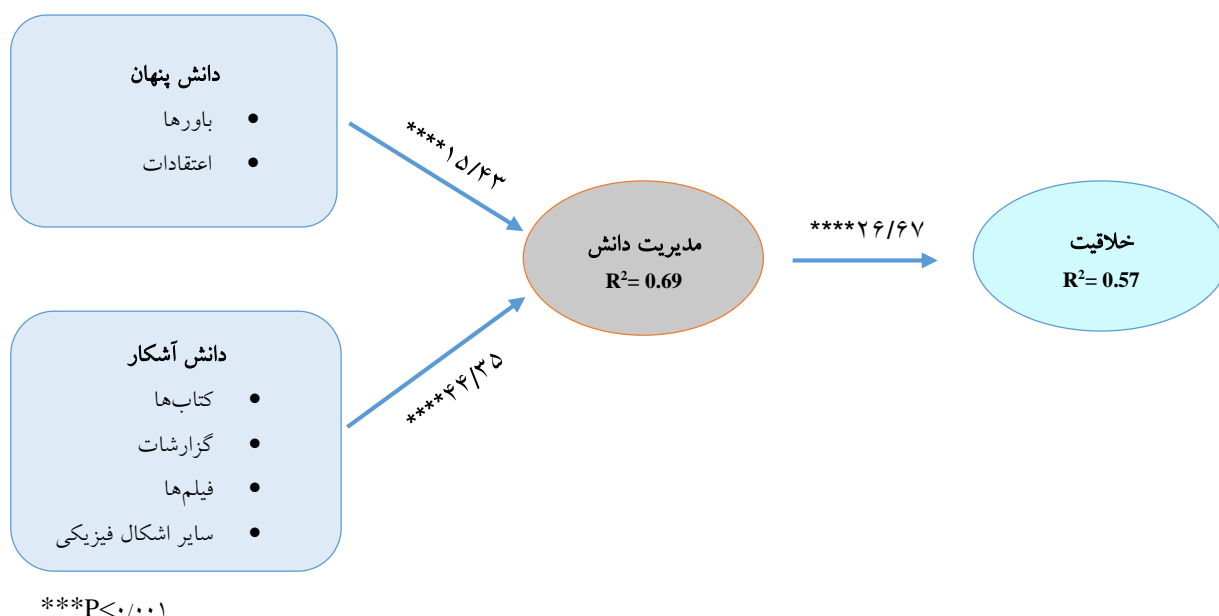 دانش پنهان
• باورها
• اعتقادات
****۱۵/۴۳
دانش آشکار
• کتاب‌ها
• گزارشات
• فیلم‌ها
• سایر اشکال فیزیکی
****۴۴/۳۵
مدیریت دانش
R²= 0.69
****۲۶/۶۷
خلاقیت
R²= 0.57
***P<۰/۰۰۱